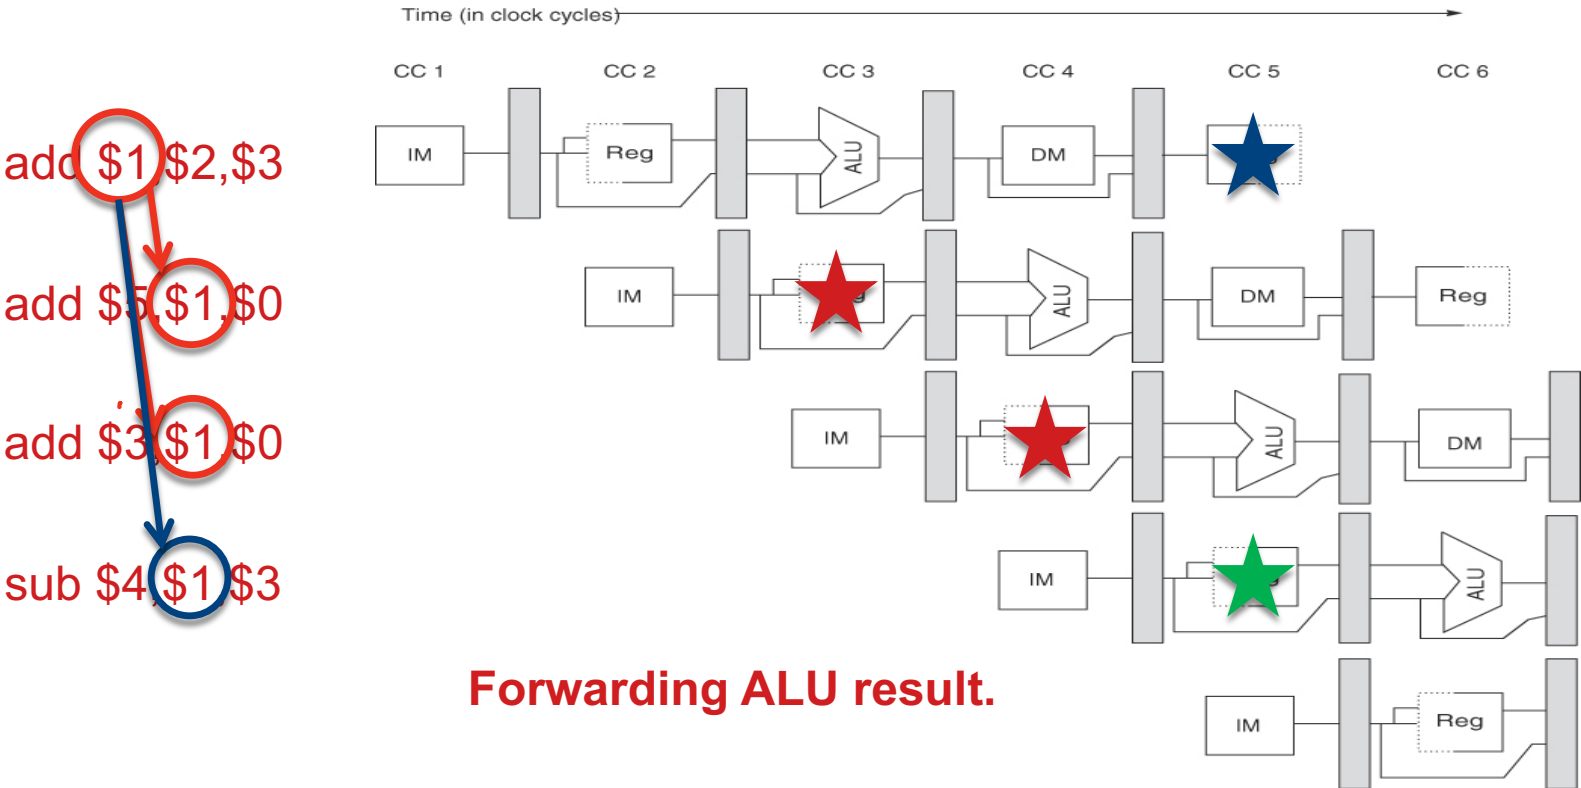 Time (in clock cycles)
CC 1 CC 2 CC 3 CC 4 CC 5 CC 6
add $1,$2,$3
IM Reg ALU DM
add $5,$1,$0
IM ALU DM Reg
add $3,$1,$0
IM ALU DM
sub $4,$1,$3
IM ALU
Forwarding ALU result.
IM Reg